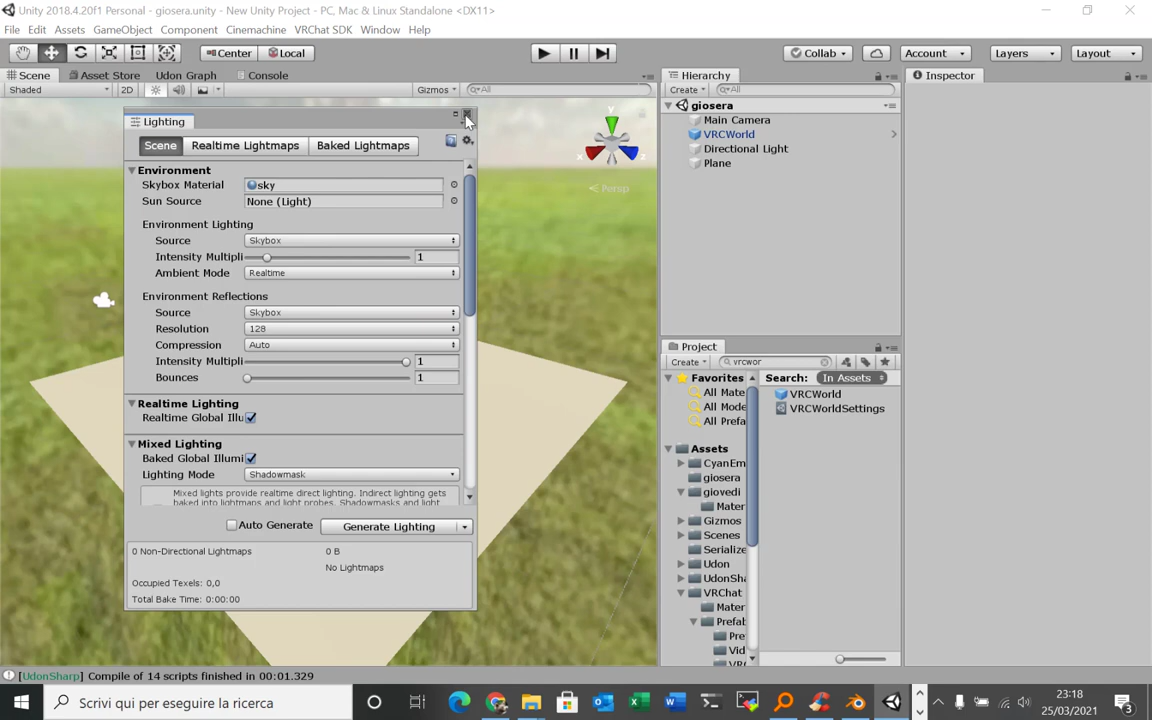 Unity 2018.4.20f1 Personal - giosera.unity - New Unity Project - PC, Mac & Linux Standalone <DX11>
File Edit Assets GameObject Component Cinemachine VRChat SDK Window Help
Center Local Collab Account Layers Layout
Scene Asset Store Udon Graph Console Hierarchy Inspector
Shaded 2D Gizmos All Create All
giosera
Main Camera
VRCWorld
Directional Light
Plane
y
x
z
Persp
Lighting
Scene Realtime Lightmaps Baked Lightmaps
Environment
Skybox Material sky
Sun Source None (Light)
Environment Lighting
Source Skybox
Intensity Multipli 1
Ambient Mode Realtime
Environment Reflections
Source Skybox
Resolution 128
Compression Auto
Intensity Multipli 1
Bounces 1
Realtime Lighting
Realtime Global Illu
Mixed Lighting
Baked Global Illumi
Lighting Mode Shadowmask
Mixed lights provide realtime direct lighting. Indirect lighting gets
baked into lightmaps and light probes. Shadowmasks and light
Auto Generate Generate Lighting
0 Non-Directional Lightmaps 0 B
No Lightmaps
Occupied Texels: 0,0
Total Bake Time: 0:00:00
Project
Create vrcwor
Favorites Search: In Assets
All Mate
All Mode
All Prefa
VRCWorld
VRCWorldSettings
Assets
CyanEm
giosera
giovedi
Mater
Gizmos
Scenes
Serialize
Udon
UdonSha
VRChat
Mater
Prefab
Pre
Vid
[UdonSharp] Compile of 14 scripts finished in 00:01.329
Scrivi qui per eseguire la ricerca
23:18
25/03/2021
3